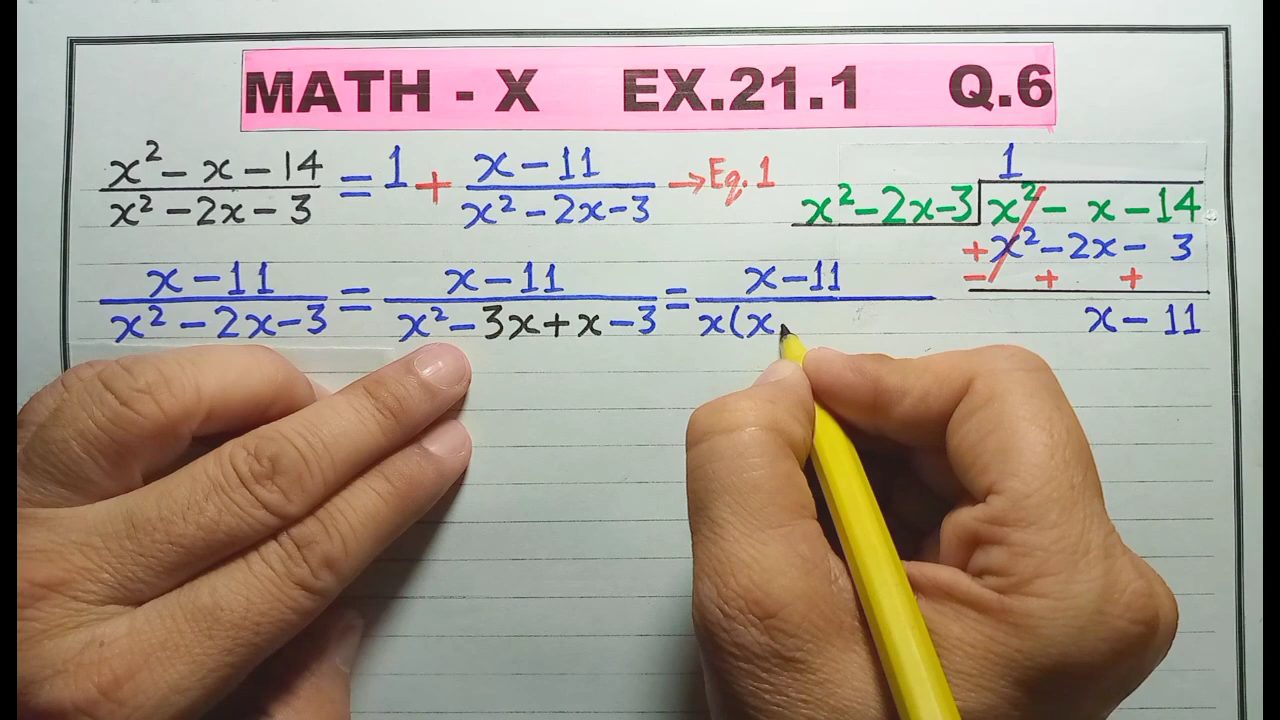 MATH - X EX.21.1 Q.6
x² - x - 14 / x² - 2x - 3 = 1 + x - 11 / x² - 2x - 3 → Eq. 1
1
x² - 2x - 3 | x² - x - 14
+ x² - 2x - 3
- + +
x - 11
x - 11 / x² - 2x - 3 = x - 11 / x² - 3x + x - 3 = x - 11 / x(x